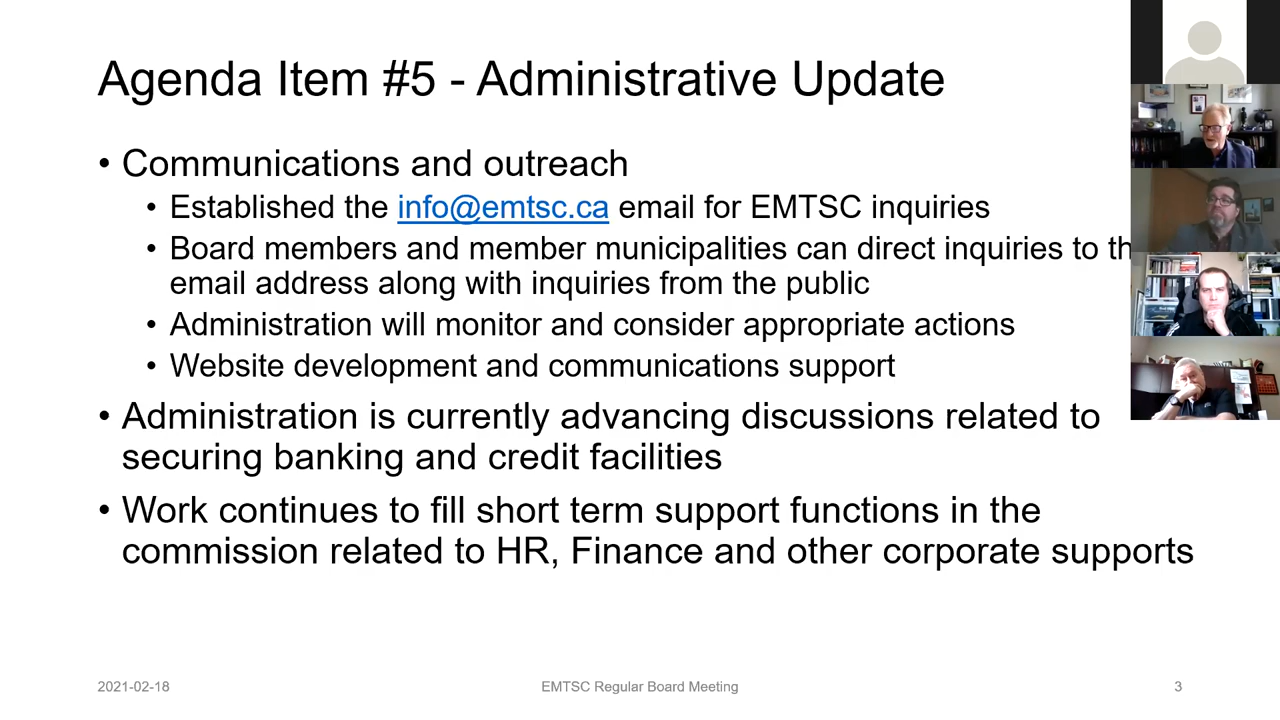 Agenda Item #5 - Administrative Update
• Communications and outreach
• Established the info@emtsc.ca email for EMTSC inquiries
• Board members and member municipalities can direct inquiries to th
email address along with inquiries from the public
• Administration will monitor and consider appropriate actions
• Website development and communications support
• Administration is currently advancing discussions related to
securing banking and credit facilities
• Work continues to fill short term support functions in the
commission related to HR, Finance and other corporate supports
2021-02-18
EMTSC Regular Board Meeting
3